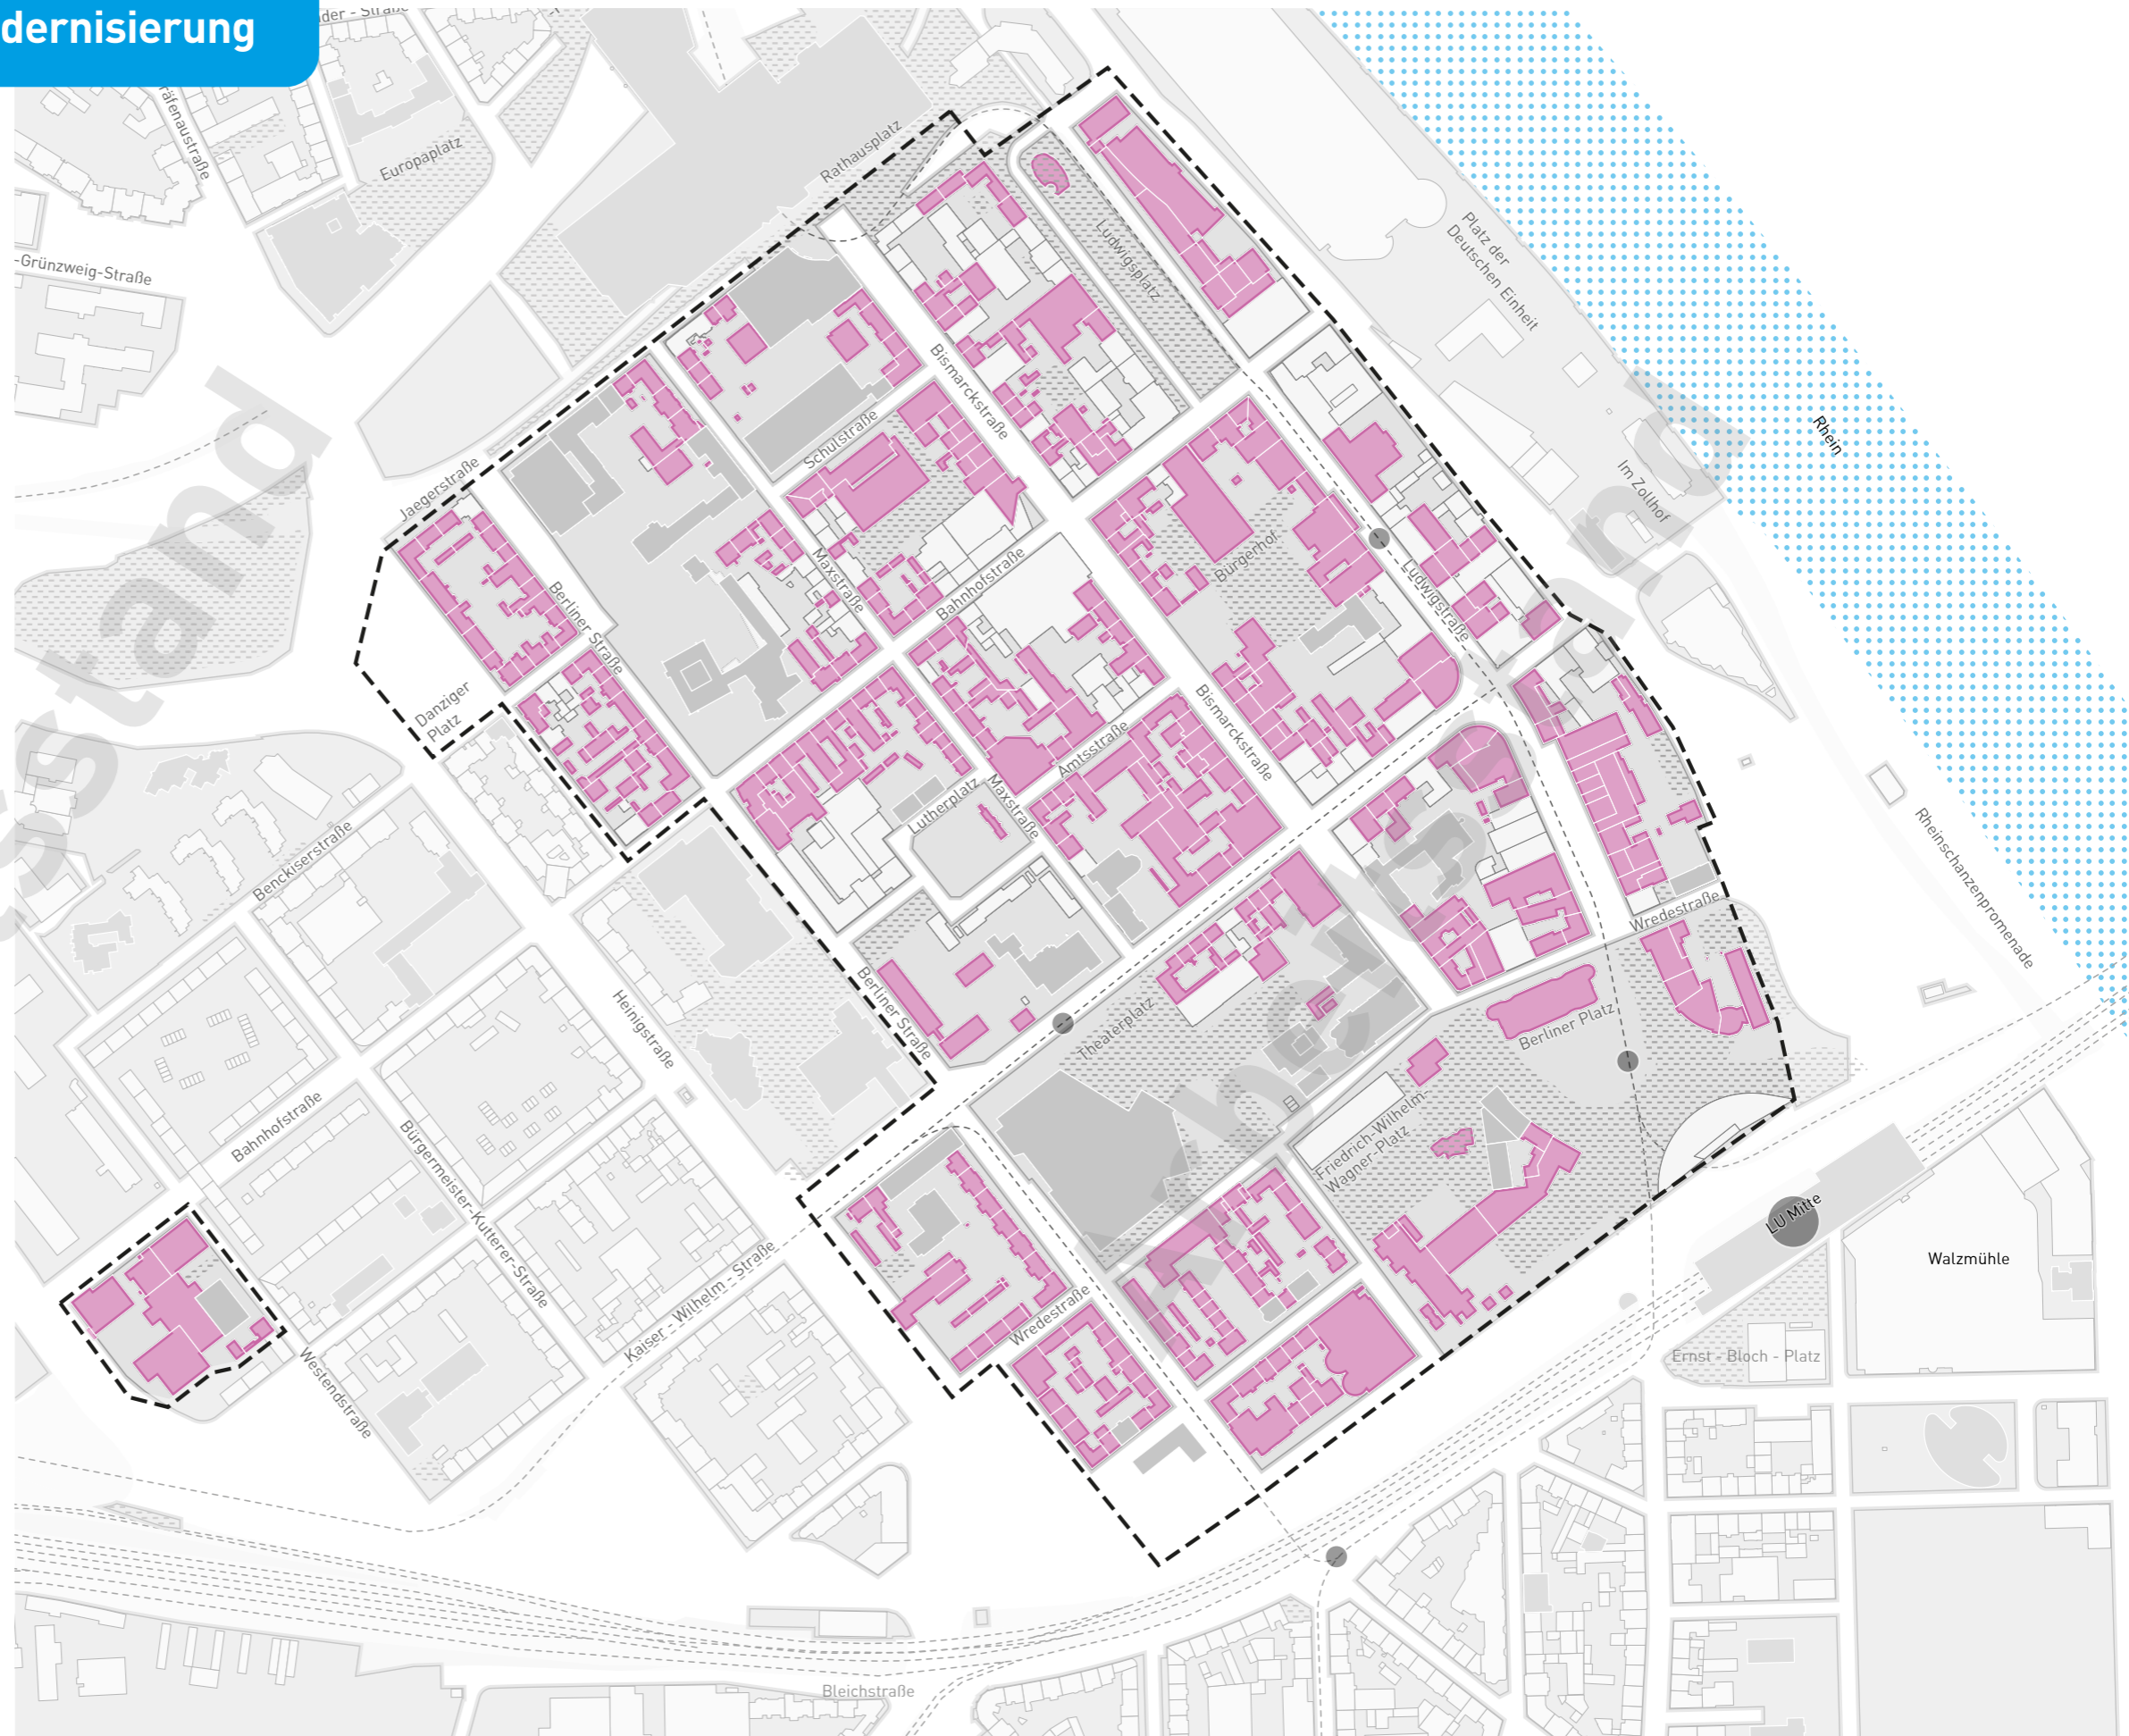 dernisierung
der - Straße
räfenaustraße
Europaplatz
-Grünzweig-Straße
Rathausplatz
Ludwigsplatz
Platz der
Deutschen Einheit
Rhein
Im Zollhof
Bismarckstraße
Schulstraße
Jaegerstraße
Bürgerhof
Maxstraße
Bahnhofstraße
Ludwigstraße
Berliner Straße
Danziger
Platz
Bismarckstraße
Amtsstraße
Maxstraße
Lutherplatz
Benckiserstraße
Rheinschanzenpromenade
Wredestraße
Berliner Straße
Heinigstraße
Theaterplatz
Berliner Platz
Friedrich-Wilhelm-
Wagner-Platz
Bahnhofstraße
Bürgermeister-Kutterer-Straße
LU Mitte
Walzmühle
Kaiser - Wilhelm - Straße
Wredestraße
Westendstraße
Ernst - Bloch - Platz
Bleichstraße